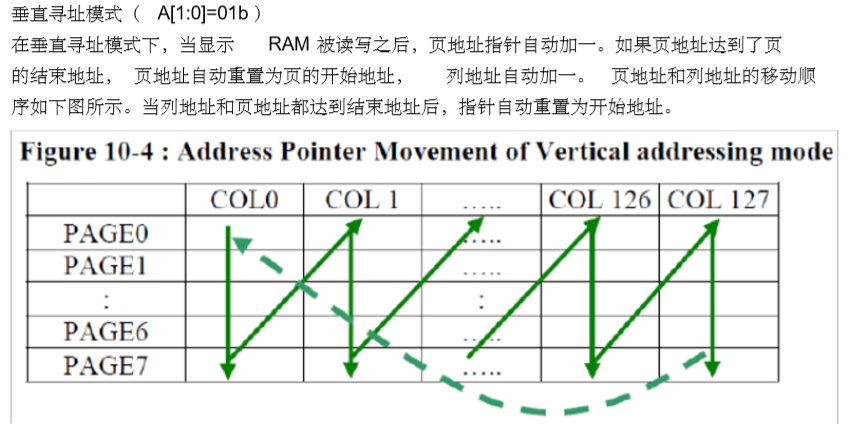 垂直寻址模式（ A[1:0]=01b ）
在垂直寻址模式下，当显示 RAM 被读写之后，页地址指针自动加一。如果页地址达到了页
的结束地址， 页地址自动重置为页的开始地址， 列地址自动加一。 页地址和列地址的移动顺
序如下图所示。当列地址和页地址都达到结束地址后，指针自动重置为开始地址。
Figure 10-4 : Address Pointer Movement of Vertical addressing mode
COL0 COL 1 ..... COL 126 COL 127
PAGE0 .....
PAGE1 .....
: :
PAGE6 .....
PAGE7 .....